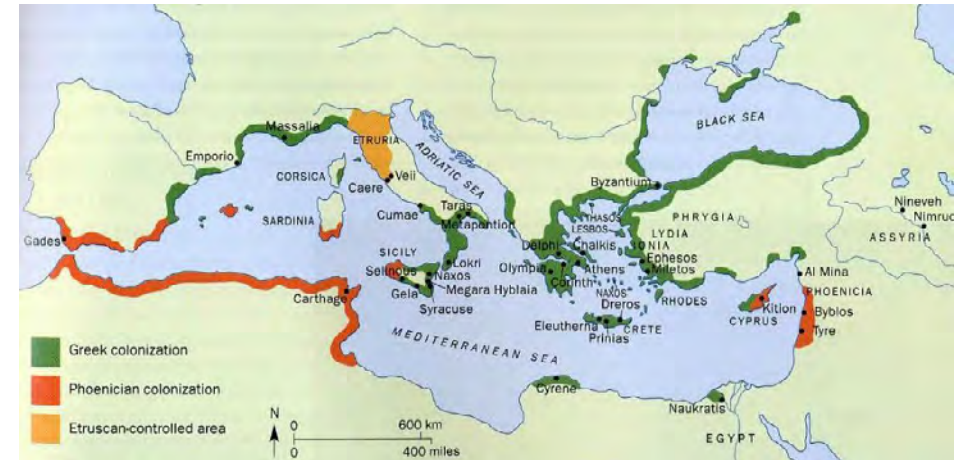 BLACK SEA
Massalia
ETRURIA
ADRIATIC SEA
Emporio
CORSICA
Veii
Caere
Byzantium
Nineveh
Nimrud
ASSYRIA
Cumae
Taras
Metapontion
SARDINIA
THASOS
LESBOS
PHRYGIA
LYDIA
IONIA
Gades
SICILY
Lokri
Delphi
Chalkis
Ephesos
Selinous
Naxos
Olympia
Athens
Miletos
Al Mina
Carthage
Gela
Megara Hyblaia
Corinth
NAXOS
RHODES
PHOENICIA
Syracuse
Dreros
Kition
Byblos
CYPRUS
Eleutherna
CRETE
Tyre
Prinias
MEDITERRANEAN SEA
Cyrene
Naukratis
EGYPT
Greek colonization
Phoenician colonization
Etruscan-controlled area
N
0 600 km
0 400 miles